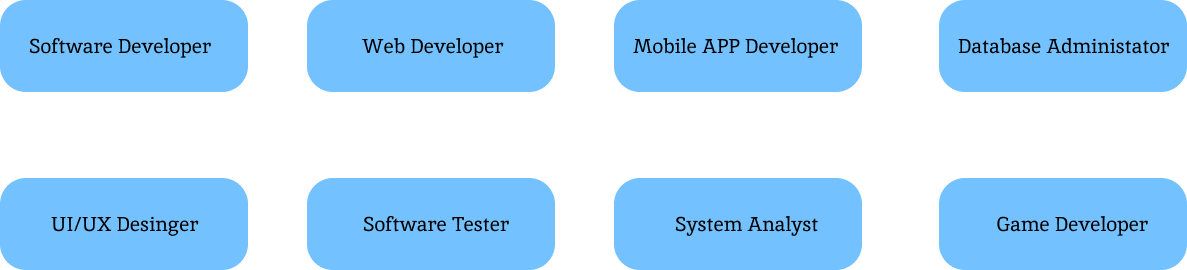 Software Developer
Web Developer
Mobile APP Developer
Database Administator
UI/UX Desinger
Software Tester
System Analyst
Game Developer